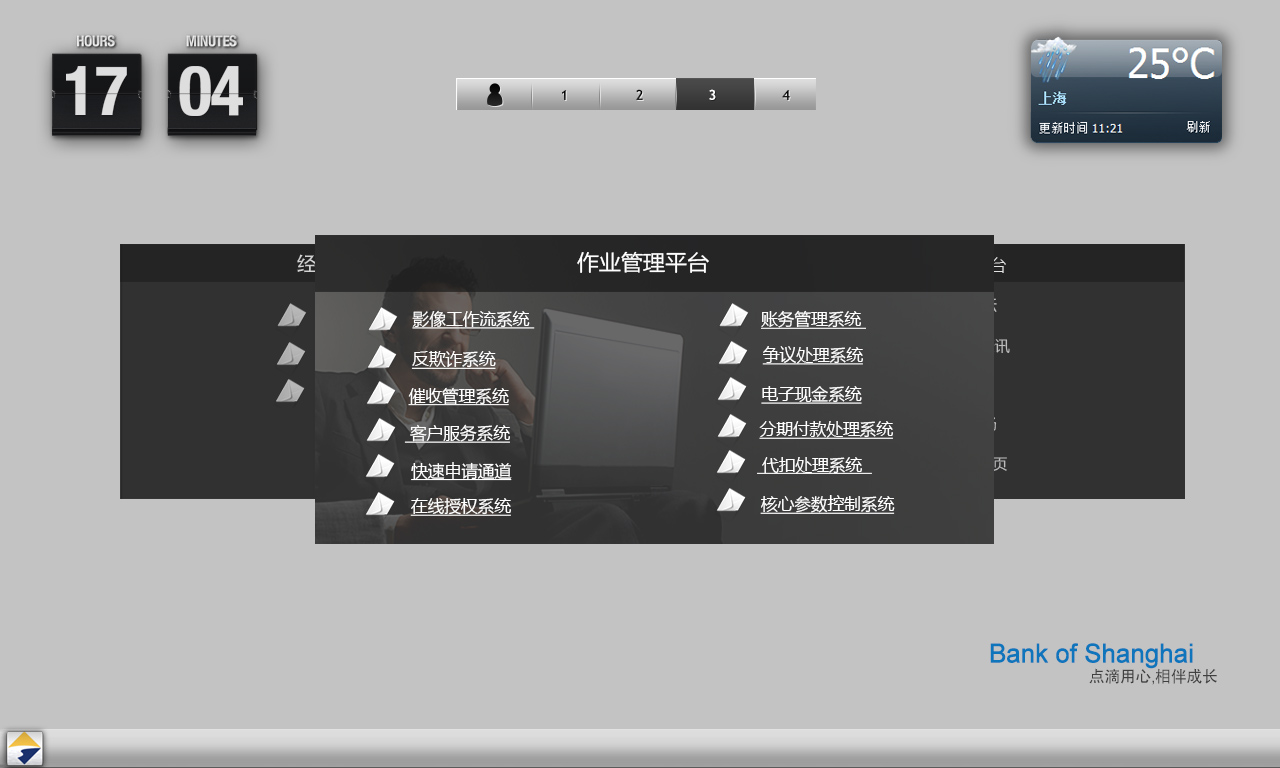 HOURS MINUTES
17 04
1 2 3 4
25°C
上海
更新时间 11:21 刷新
经
作业管理平台
台
影像工作流系统
反欺诈系统
催收管理系统
客户服务系统
快速申请通道
在线授权系统
账务管理系统
争议处理系统
电子现金系统
分期付款处理系统
代扣处理系统
核心参数控制系统
讯
页
Bank of Shanghai
点滴用心,相伴成长